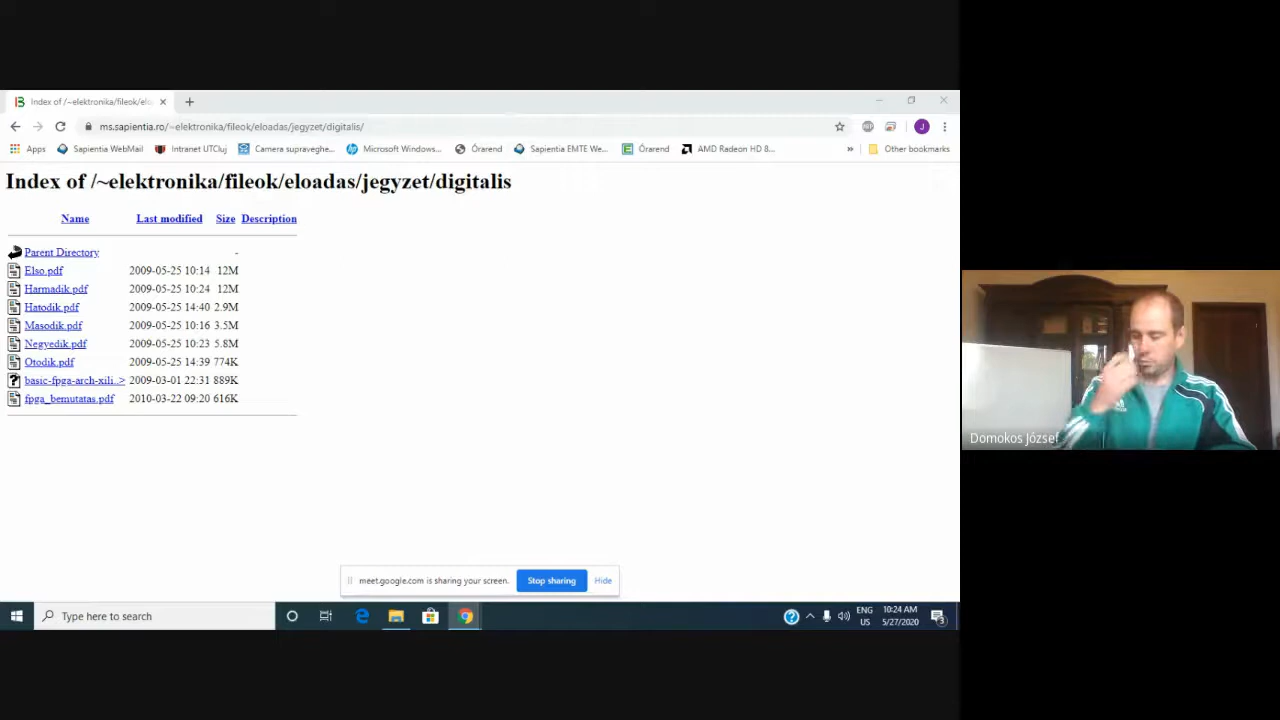 Index of /~elektronika/fileok/elo
ms.sapientia.ro/~elektronika/fileok/eloadas/jegyzet/digitalis/
Apps Sapientia WebMail Intranet UTCluj Camera supraveghe... Microsoft Windows... Órarend Sapientia EMTE We... Órarend AMD Radeon HD 8... » Other bookmarks
Index of /~elektronika/fileok/eloadas/jegyzet/digitalis
Name Last modified Size Description
Parent Directory -
Elso.pdf 2009-05-25 10:14 12M
Harmadik.pdf 2009-05-25 10:24 12M
Hatodik.pdf 2009-05-25 14:40 2.9M
Masodik.pdf 2009-05-25 10:16 3.5M
Negyedik.pdf 2009-05-25 10:23 5.8M
Otodik.pdf 2009-05-25 14:39 774K
basic-fpga-arch-xili..> 2009-03-01 22:31 889K
fpga_bemutatas.pdf 2010-03-22 09:20 616K
Domokos József
meet.google.com is sharing your screen. Stop sharing Hide
Type here to search
ENG 10:24 AM
US 5/27/2020 3